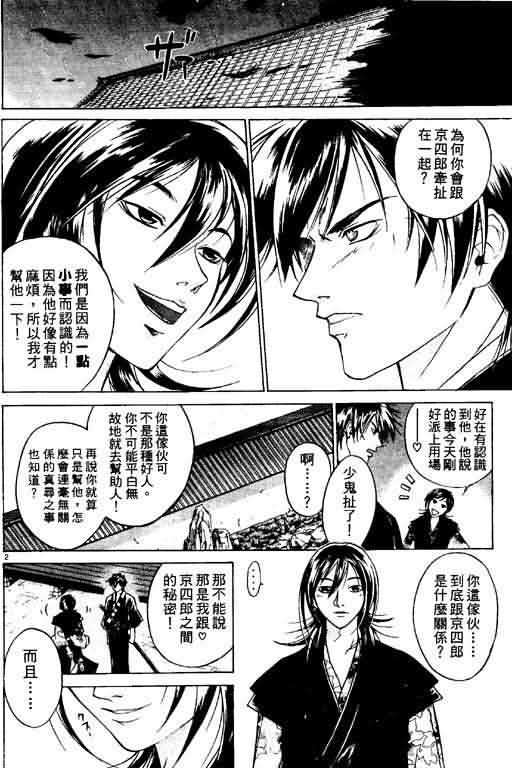 ザァ
為何你會跟
京四郎牽扯
在一起？
我們是因為一點
小事而認識的！
因為他好像有點
麻煩，所以我才
幫他一下！
好在有認識
到他，他說
的事今天剛
好派上用場
♡
少鬼扯了！
啊
……？
你這傢伙可
不是那種好人。
你不可能平白無
故地就去幫助人！
再說你就算
只是幫他，怎
麼會連毫無關
係的真尋之事
也知道？
你這傢伙……
到底跟京四郎
是什麼關係？
……
那不能說
那是我跟♡
京四郎之間
的秘密！
而且
……
2